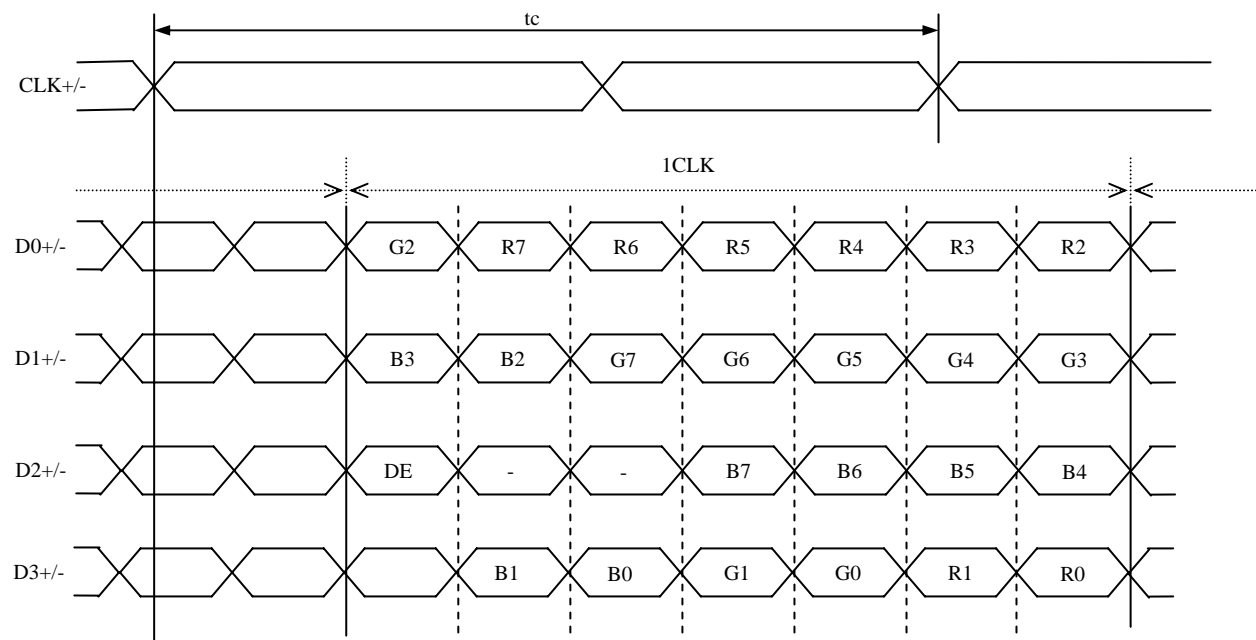 tc
CLK+/-
1CLK
D0+/- G2 R7 R6 R5 R4 R3 R2
D1+/- B3 B2 G7 G6 G5 G4 G3
D2+/- DE - - B7 B6 B5 B4
D3+/- B1 B0 G1 G0 R1 R0